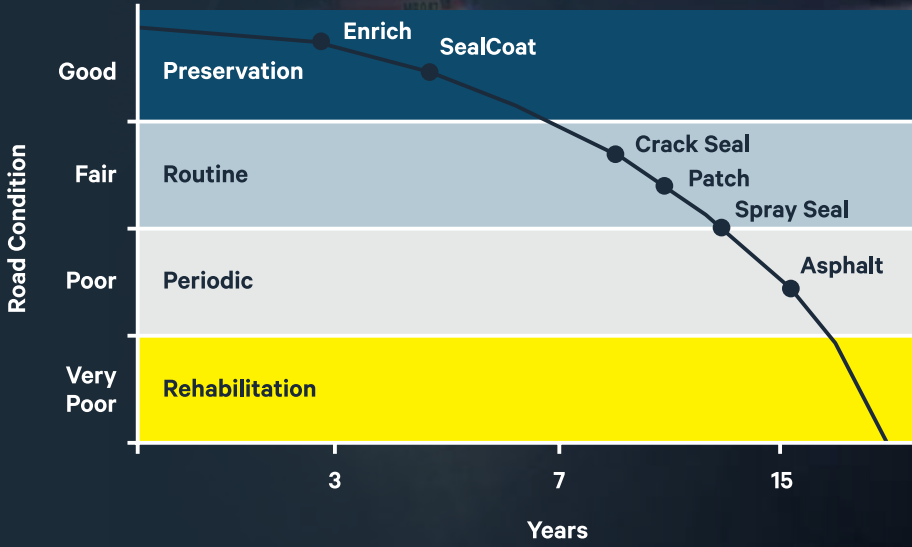 Enrich
SealCoat
Good
Preservation
Crack Seal
Fair
Routine
Patch
Spray Seal
Road Condition
Poor
Periodic
Asphalt
Very
Poor
Rehabilitation
3
7
15
Years